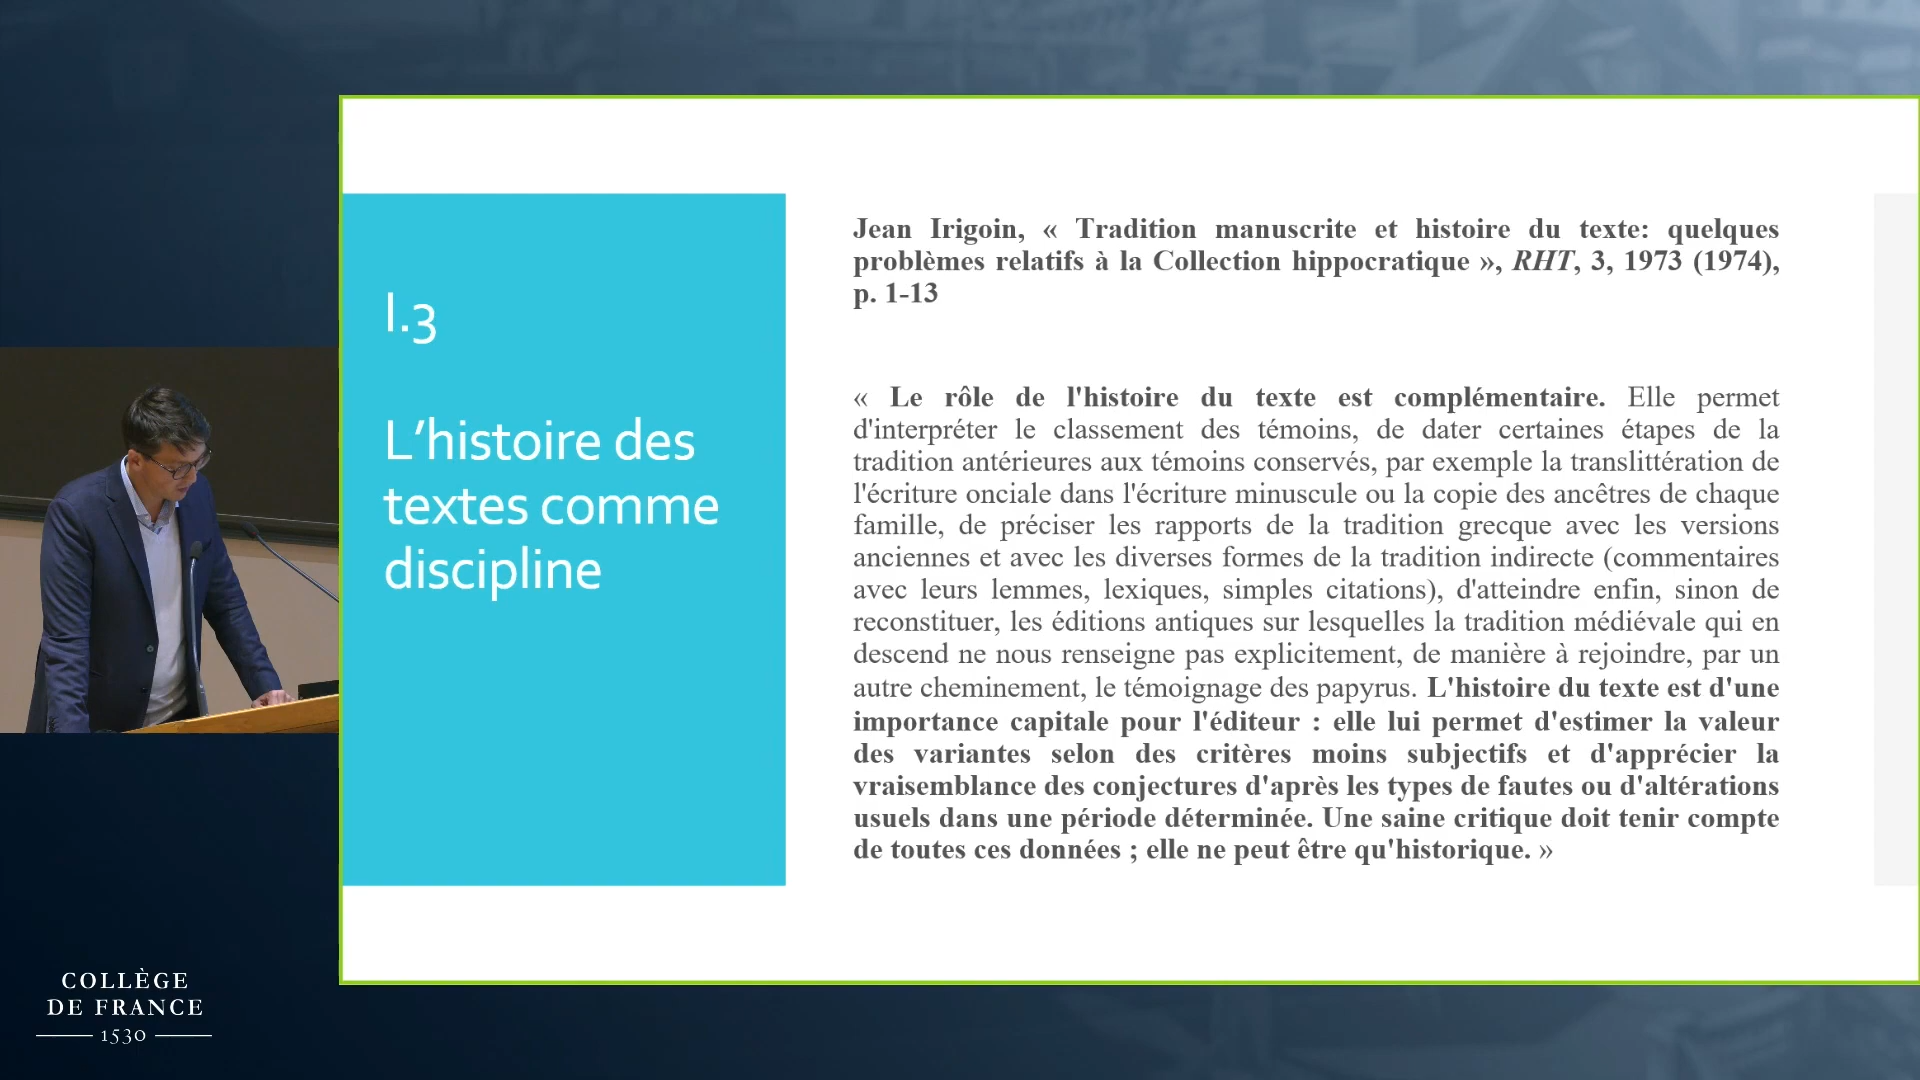 I.3
L’histoire des
textes comme
discipline
Jean Irigoin, « Tradition manuscrite et histoire du texte: quelques
problèmes relatifs à la Collection hippocratique », RHT, 3, 1973 (1974),
p. 1-13
« Le rôle de l'histoire du texte est complémentaire. Elle permet
d'interpréter le classement des témoins, de dater certaines étapes de la
tradition antérieures aux témoins conservés, par exemple la translittération de
l'écriture onciale dans l'écriture minuscule ou la copie des ancêtres de chaque
famille, de préciser les rapports de la tradition grecque avec les versions
anciennes et avec les diverses formes de la tradition indirecte (commentaires
avec leurs lemmes, lexiques, simples citations), d'atteindre enfin, sinon de
reconstituer, les éditions antiques sur lesquelles la tradition médiévale qui en
descend ne nous renseigne pas explicitement, de manière à rejoindre, par un
autre cheminement, le témoignage des papyrus. L'histoire du texte est d'une
importance capitale pour l'éditeur : elle lui permet d'estimer la valeur
des variantes selon des critères moins subjectifs et d'apprécier la
vraisemblance des conjectures d'après les types de fautes ou d'altérations
usuels dans une période déterminée. Une saine critique doit tenir compte
de toutes ces données ; elle ne peut être qu'historique. »
COLLÈGE
DE FRANCE
1530